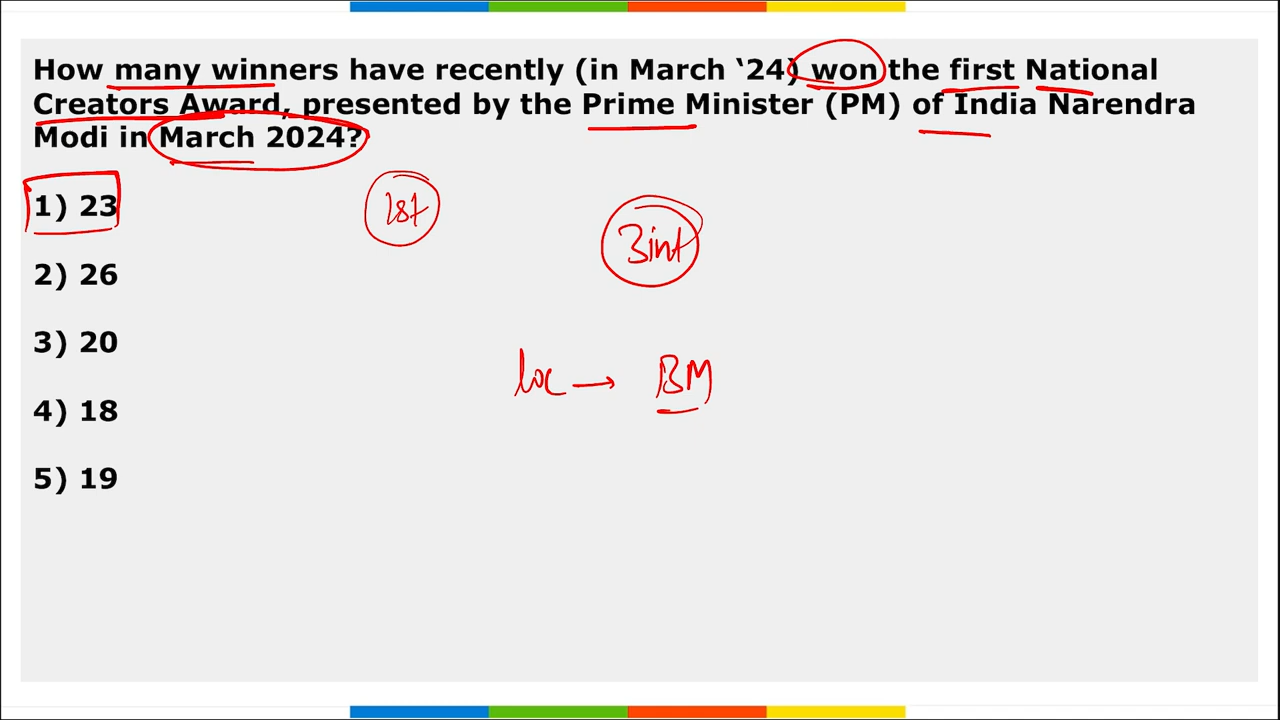 How many winners have recently (in March ‘24) won the first National
Creators Award, presented by the Prime Minister (PM) of India Narendra
Modi in March 2024?
1) 23
1st
3int
2) 26
3) 20
loc → BM
4) 18
5) 19